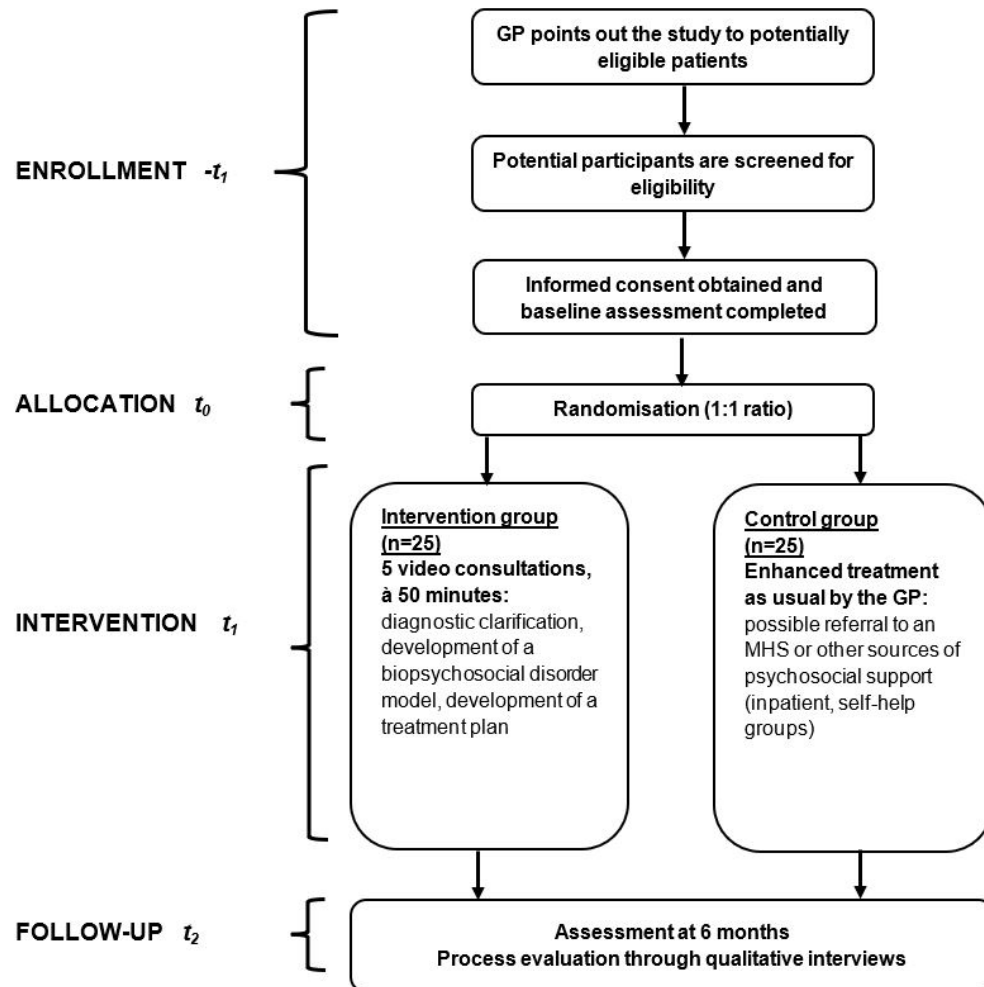 GP points out the study to potentially
eligible patients
ENROLLMENT -t1
Potential participants are screened for
eligibility
Informed consent obtained and
baseline assessment completed
ALLOCATION t0
Randomisation (1:1 ratio)
INTERVENTION t1
Intervention group
(n=25)
5 video consultations,
à 50 minutes:
diagnostic clarification,
development of a
biopsychosocial disorder
model, development of a
treatment plan
Control group
(n=25)
Enhanced treatment
as usual by the GP:
possible referral to an
MHS or other sources of
psychosocial support
(inpatient, self-help
groups)
FOLLOW-UP t2
Assessment at 6 months
Process evaluation through qualitative interviews